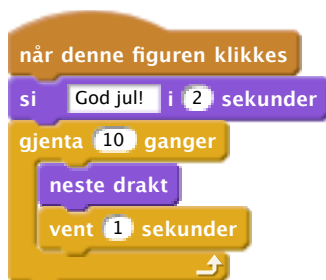 når denne figuren klikkes
si God jul! i 2 sekunder
gjenta 10 ganger
neste drakt
vent 1 sekunder